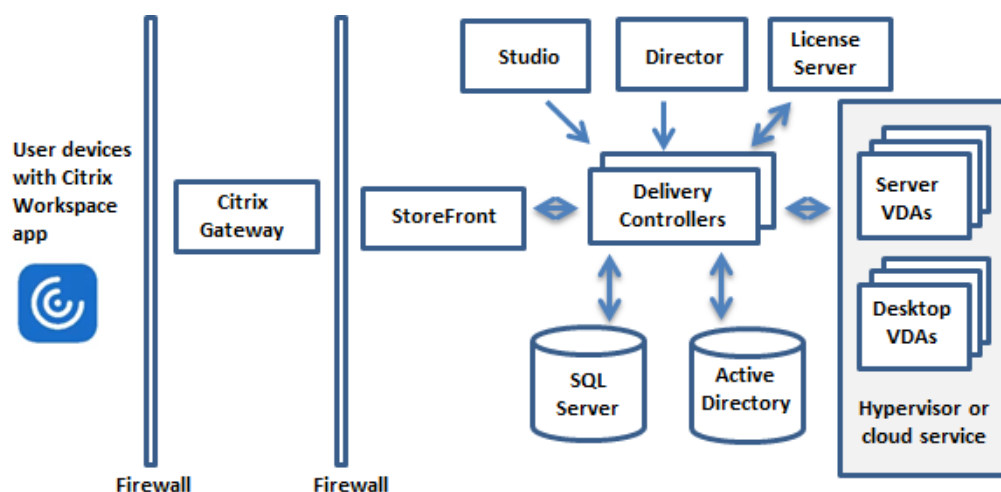 User devices
with Citrix
Workspace
app
Firewall
Citrix
Gateway
Firewall
StoreFront
Studio
Director
License
Server
Delivery
Controllers
SQL
Server
Active
Directory
Server
VDAs
Desktop
VDAs
Hypervisor or
cloud service